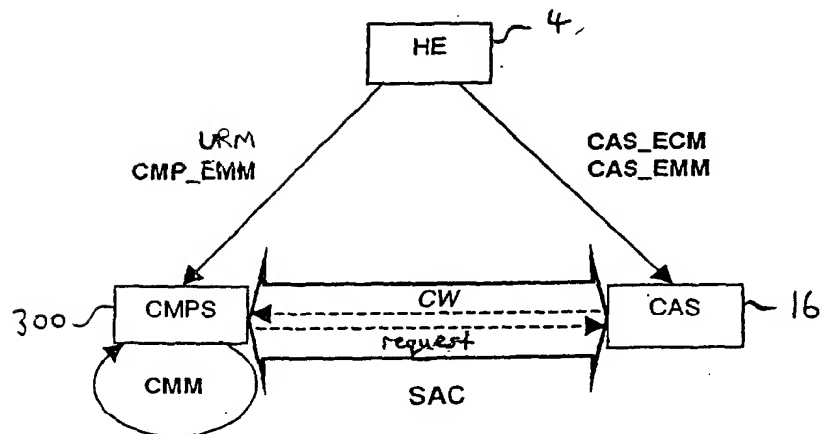 HE
4
URM
CMP_EMM
CAS_ECM
CAS_EMM
300
CMPS
CW
request
CAS
16
CMM
SAC